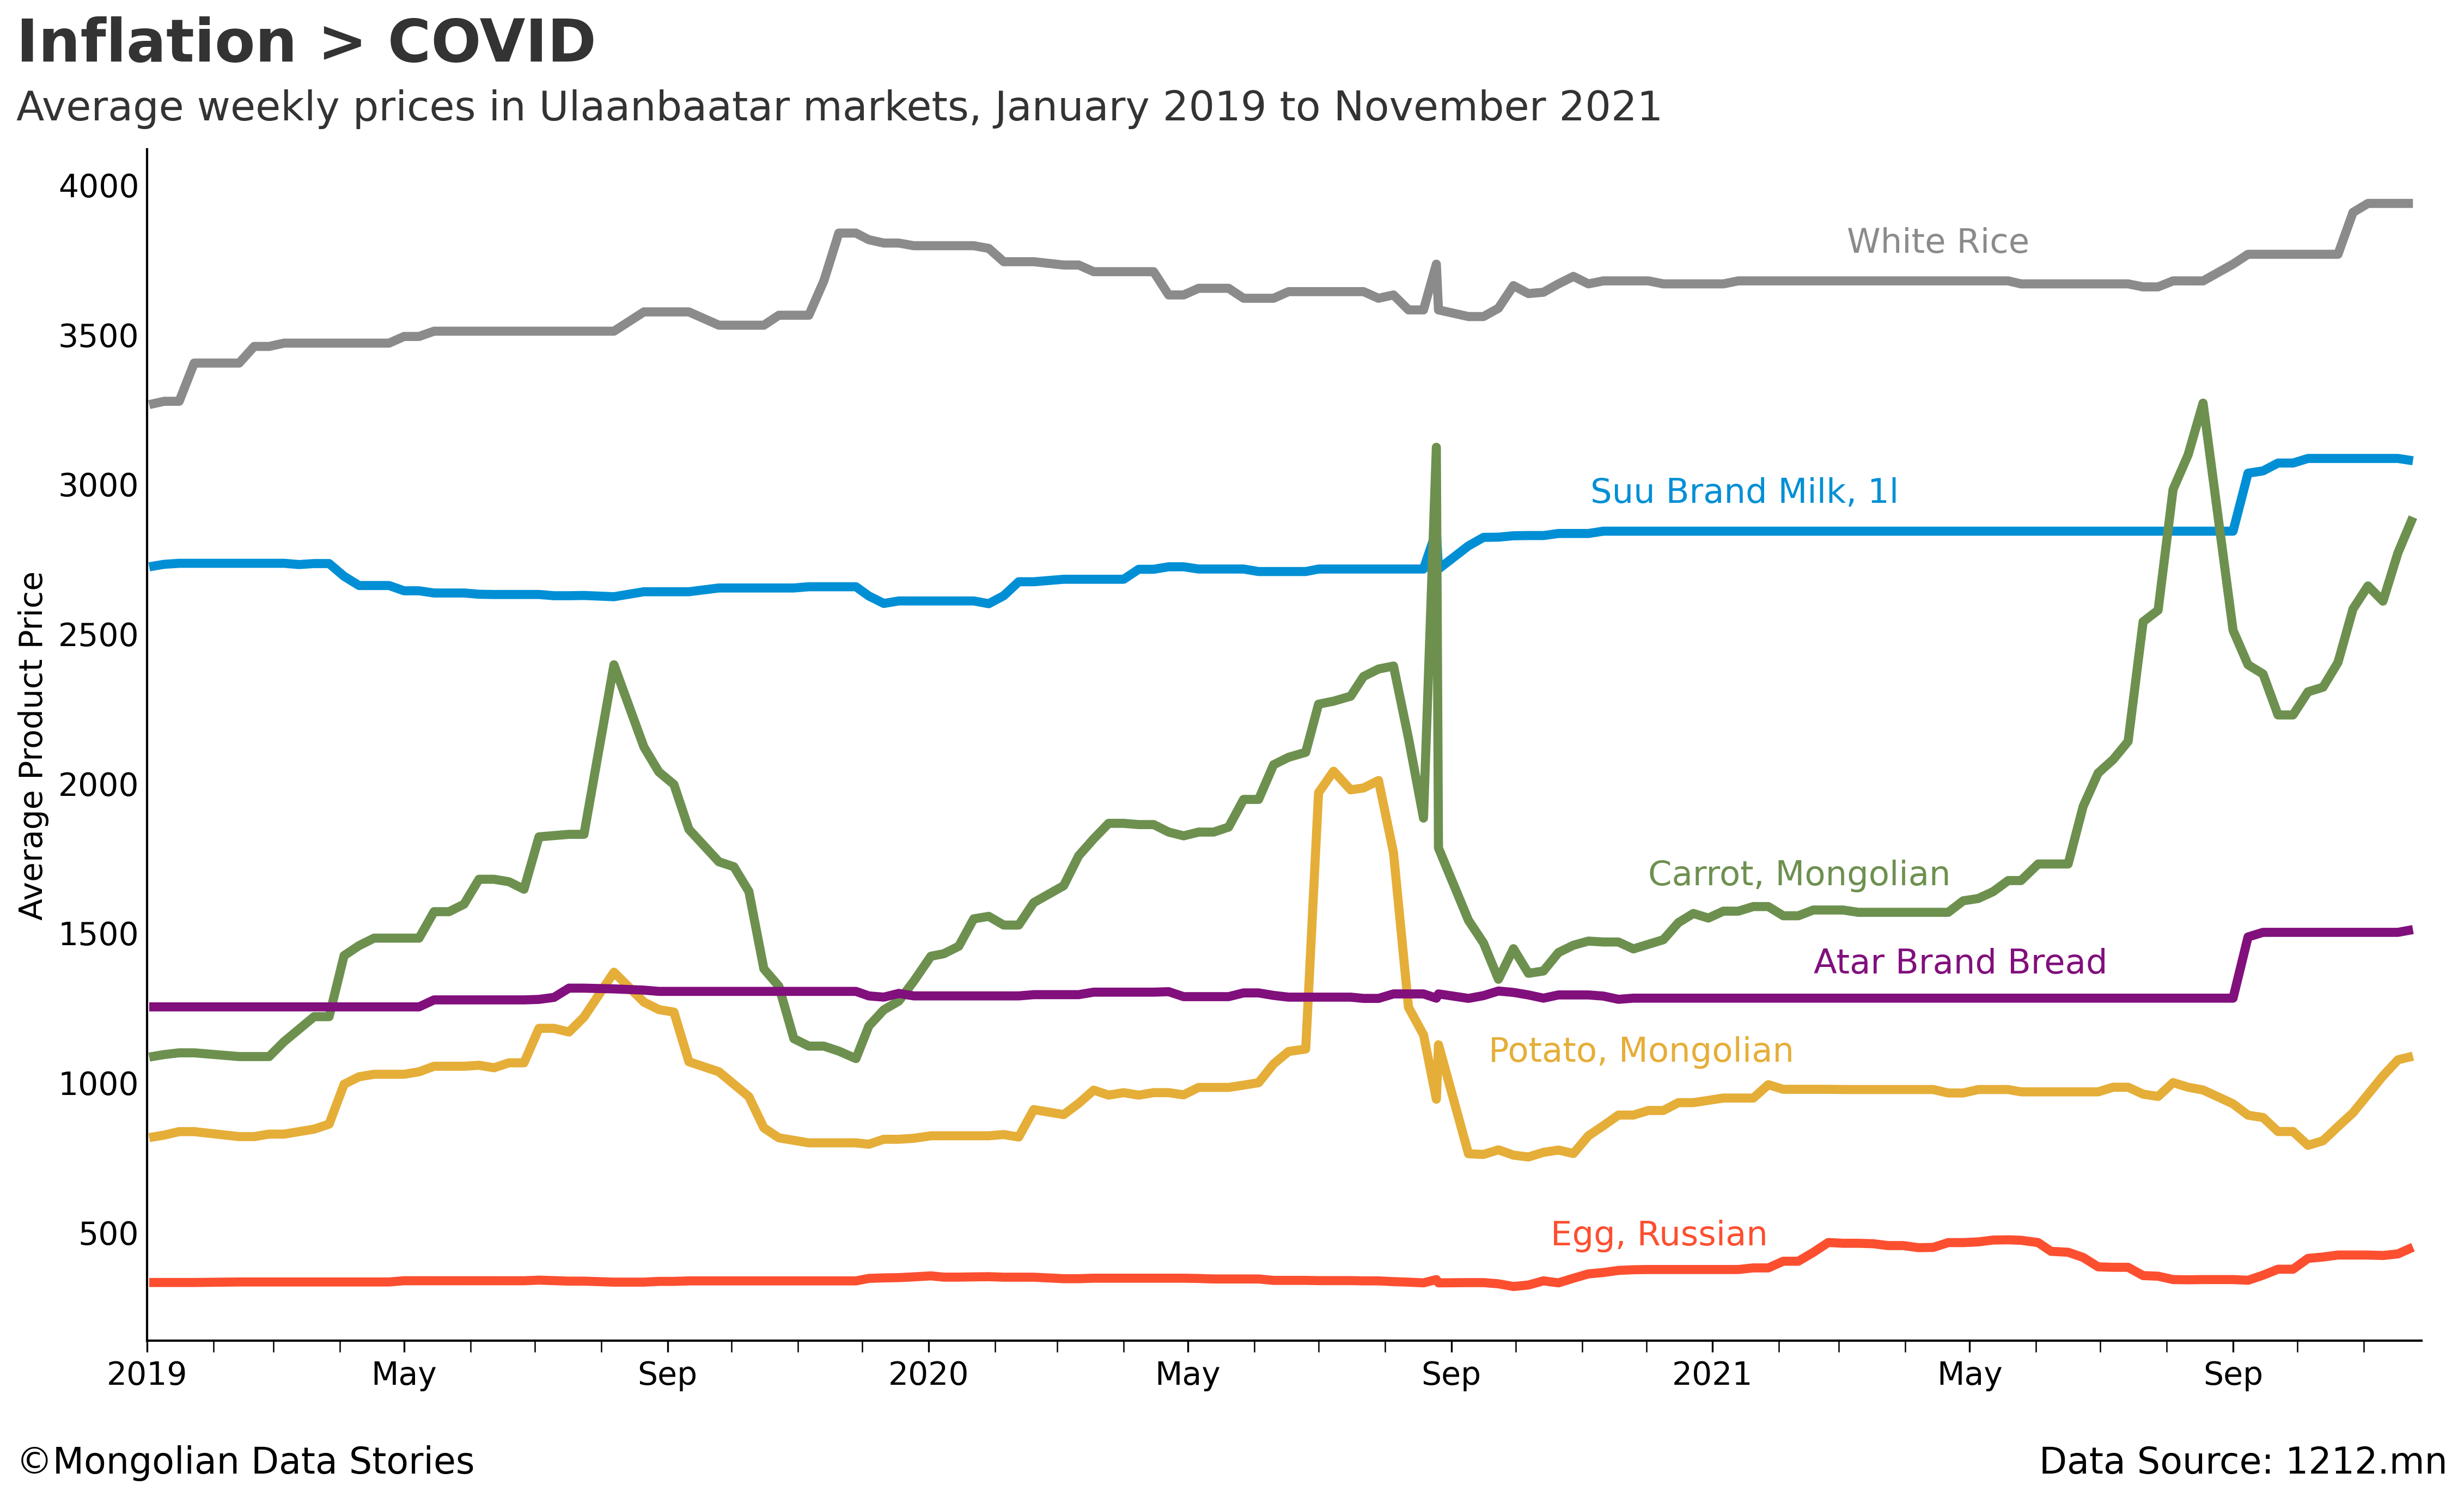 Inflation > COVID
Average weekly prices in Ulaanbaatar markets, January 2019 to November 2021
Average Product Price
4000
3500
3000
2500
2000
1500
1000
500
White Rice
Suu Brand Milk, 1l
Carrot, Mongolian
Atar Brand Bread
Potato, Mongolian
Egg, Russian
2019 May Sep 2020 May Sep 2021 May Sep
©Mongolian Data Stories
Data Source: 1212.mn